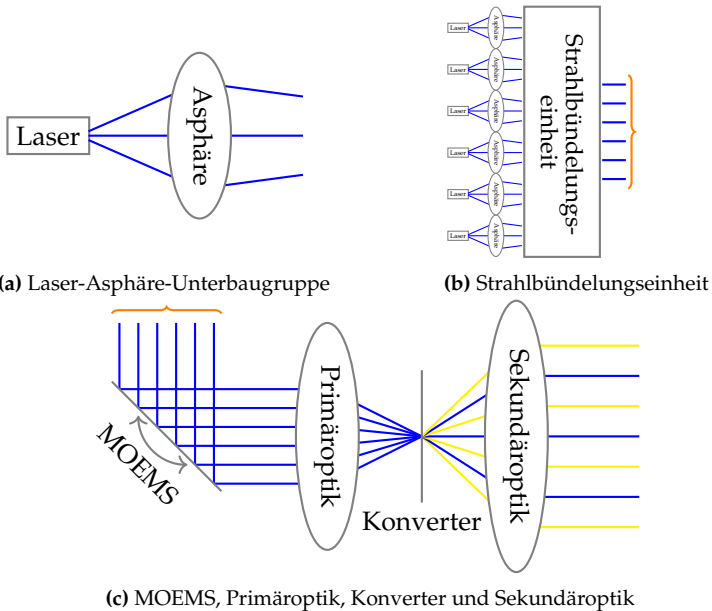 Laser
Asphäre
(a) Laser-Asphäre-Unterbaugruppe
Laser
Asphäre
Laser
Asphäre
Laser
Asphäre
Laser
Asphäre
Laser
Asphäre
Laser
Asphäre
Strahlbündelungs-
einheit
(b) Strahlbündelungseinheit
MOEMS
Primäroptik
Konverter
Sekundäroptik
(c) MOEMS, Primäroptik, Konverter und Sekundäroptik